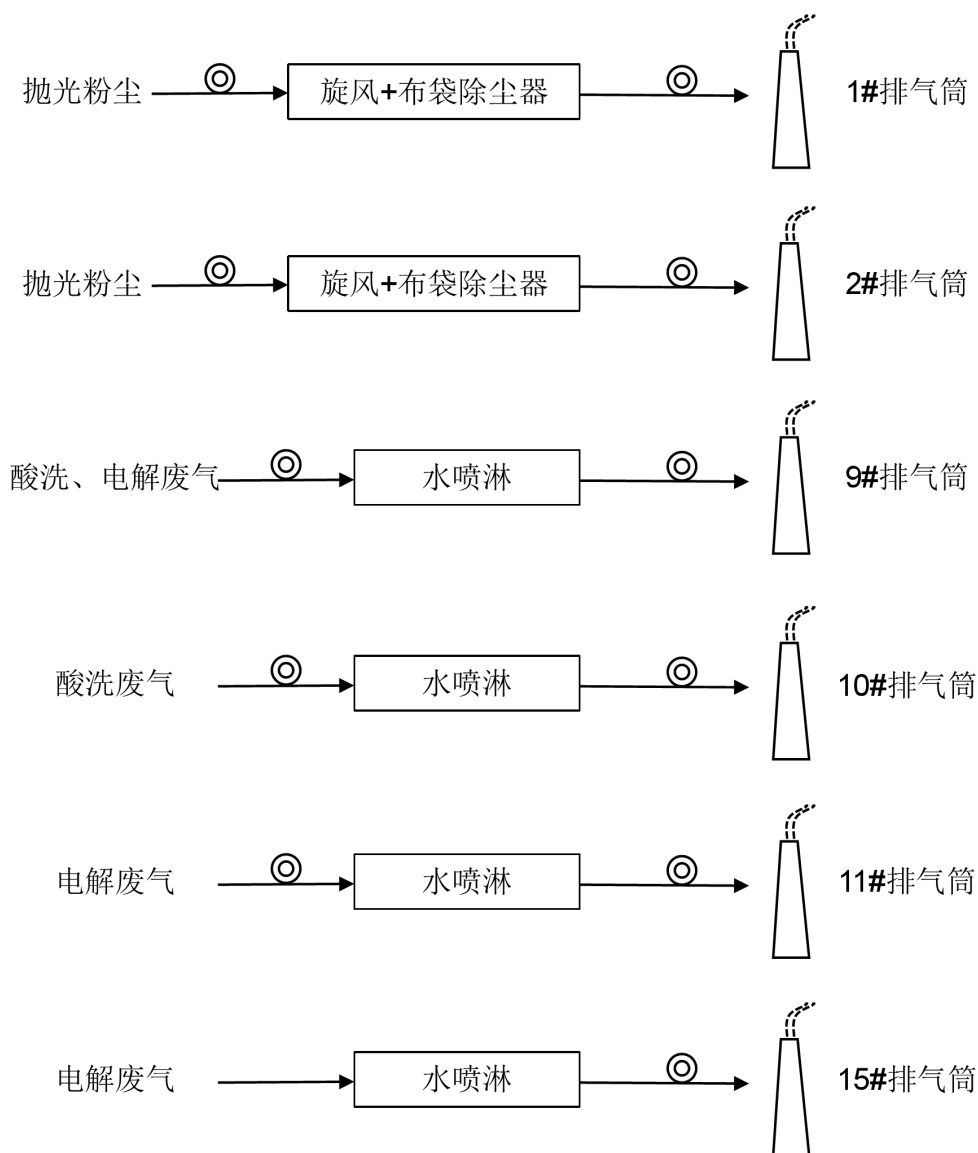 抛光粉尘 旋风+布袋除尘器 1#排气筒
抛光粉尘 旋风+布袋除尘器 2#排气筒
酸洗、电解废气 水喷淋 9#排气筒
酸洗废气 水喷淋 10#排气筒
电解废气 水喷淋 11#排气筒
电解废气 水喷淋 15#排气筒